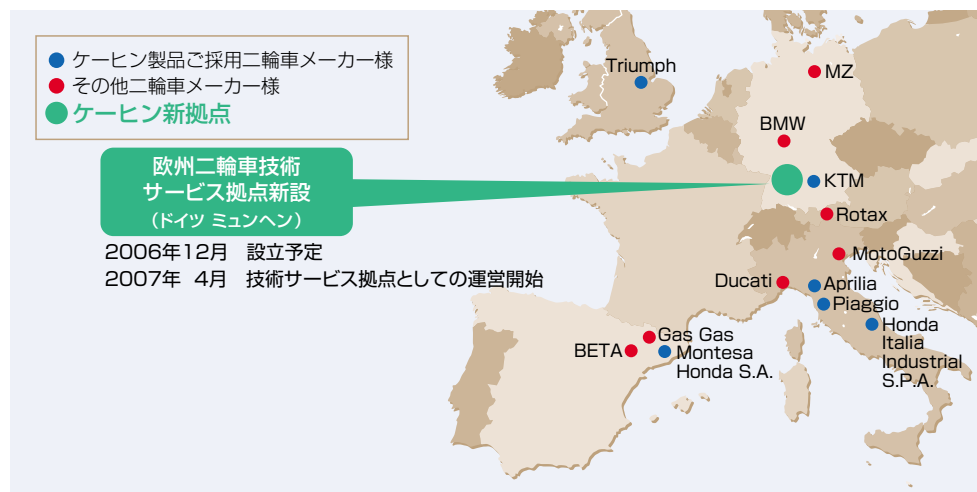 ケーヒン製品ご採用二輪車メーカー様
その他二輪車メーカー様
ケーヒン新拠点
欧州二輪車技術
サービス拠点新設
（ドイツ ミュンヘン）
2006年12月 設立予定
2007年 4月 技術サービス拠点としての運営開始
Triumph
MZ
BMW
KTM
Rotax
MotoGuzzi
Ducati
Aprilia
Piaggio
Honda
Italia
Industrial
S.P.A.
Gas Gas
BETA
Montesa
Honda S.A.